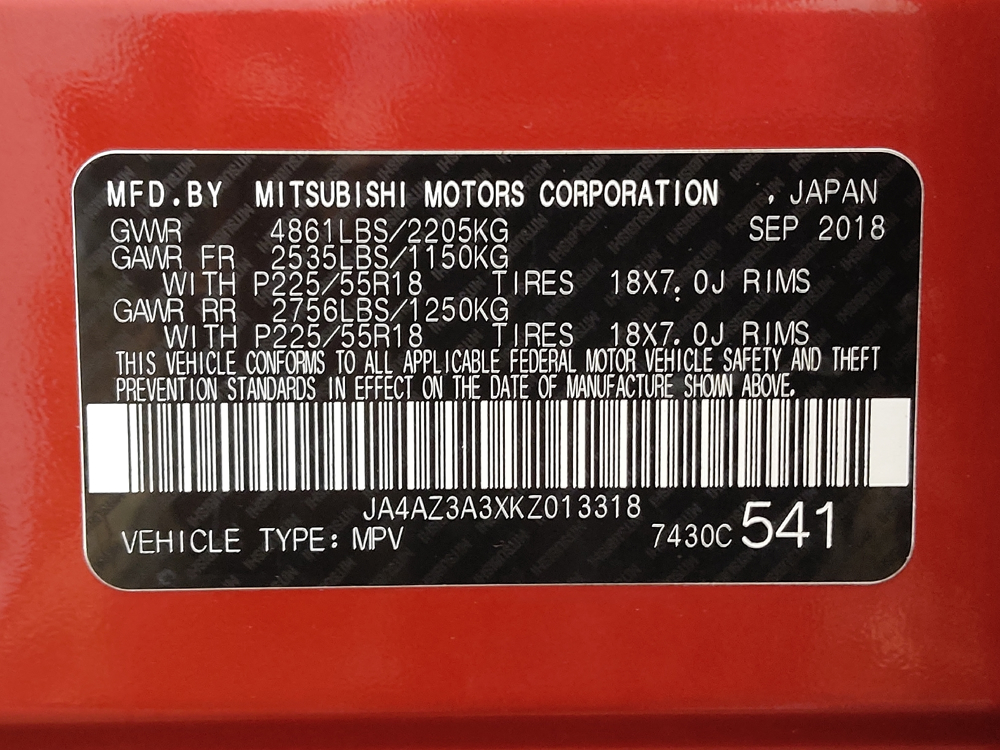 MFD.BY MITSUBISHI MOTORS CORPORATION , JAPAN
GVWR 4861LBS/2205KG SEP 2018
GAWR FR 2535LBS/1150KG
WITH P225/55R18 TIRES 18X7.0J RIMS
GAWR RR 2756LBS/1250KG
WITH P225/55R18 TIRES 18X7.0J RIMS
THIS VEHICLE CONFORMS TO ALL APPLICABLE FEDERAL MOTOR VEHICLE SAFETY AND THEFT
PREVENTION STANDARDS IN EFFECT ON THE DATE OF MANUFACTURE SHOWN ABOVE.
JA4AZ3A3XKZ013318
VEHICLE TYPE: MPV 7430C 541